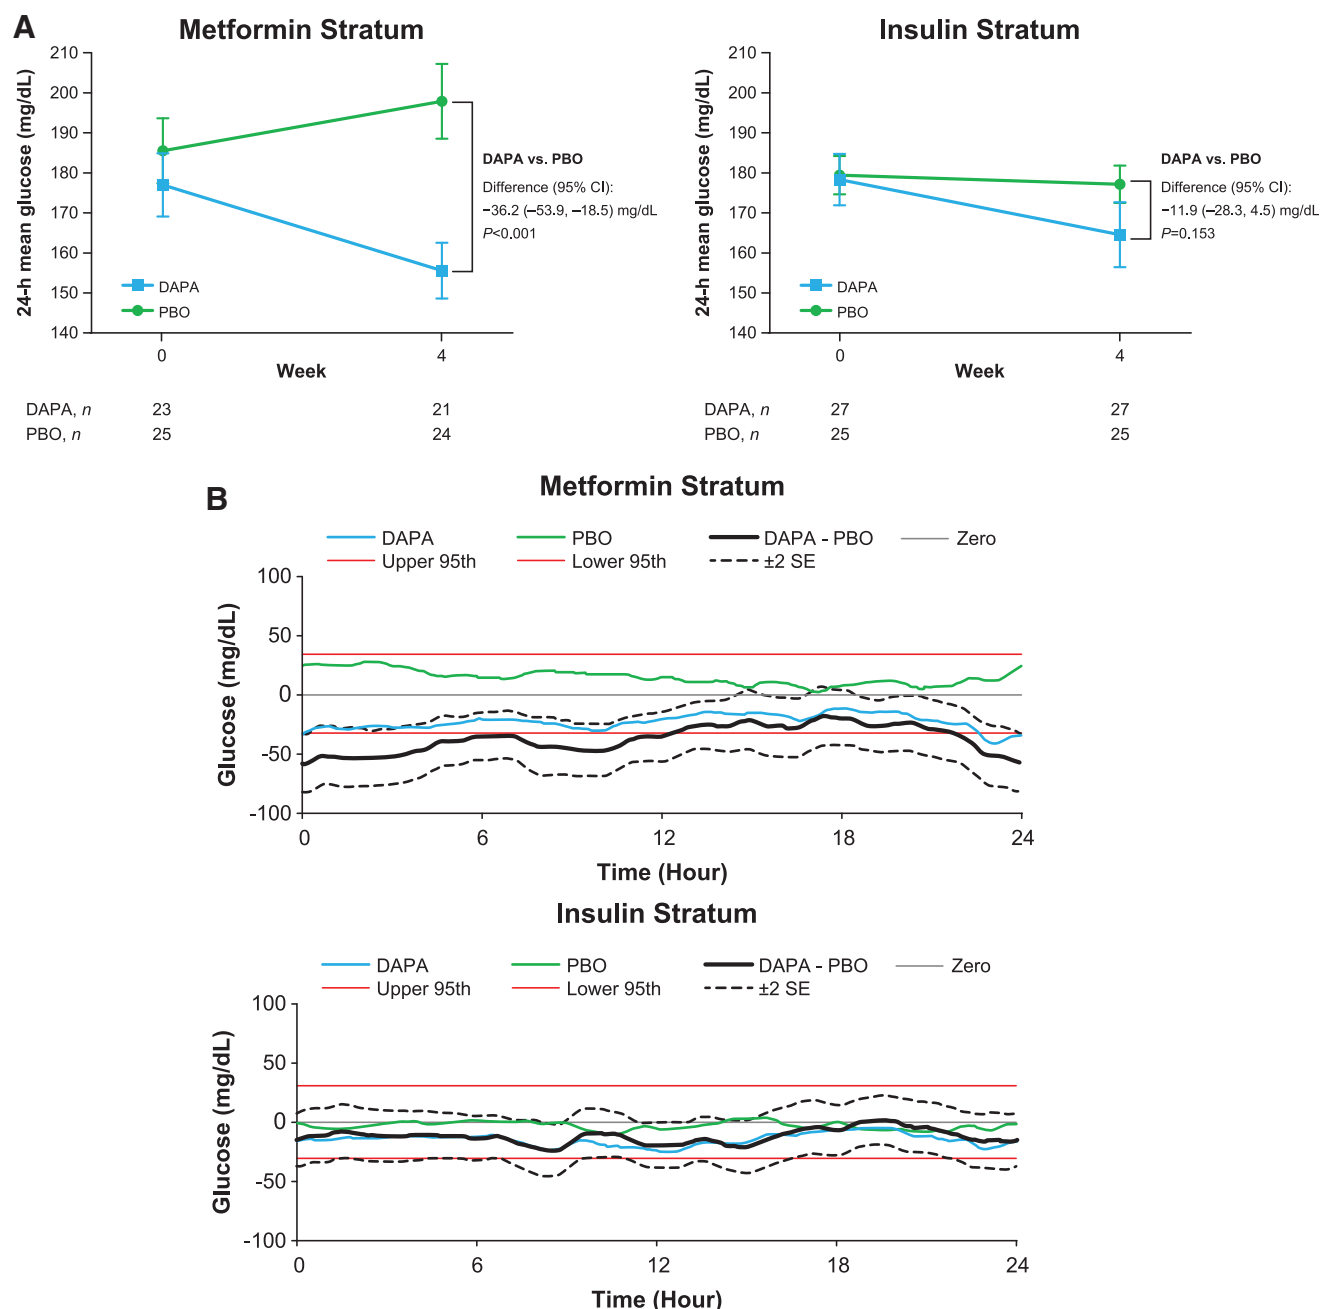 A
Metformin Stratum
24-h mean glucose (mg/dL)
210
200
190
180
170
160
150
140
DAPA
PBO
DAPA vs. PBO
Difference (95% CI):
−36.2 (−53.9, −18.5) mg/dL
P<0.001
0
4
Week
DAPA, n 23 21
PBO, n 25 24
Insulin Stratum
24-h mean glucose (mg/dL)
210
200
190
180
170
160
150
140
DAPA
PBO
DAPA vs. PBO
Difference (95% CI):
−11.9 (−28.3, 4.5) mg/dL
P=0.153
0
4
Week
DAPA, n 27 27
PBO, n 25 25
B
Metformin Stratum
DAPA PBO DAPA - PBO Zero
Upper 95th Lower 95th ±2 SE
Glucose (mg/dL)
100
50
0
-50
-100
0 6 12 18 24
Time (Hour)
Insulin Stratum
DAPA PBO DAPA - PBO Zero
Upper 95th Lower 95th ±2 SE
Glucose (mg/dL)
100
50
0
-50
-100
0 6 12 18 24
Time (Hour)